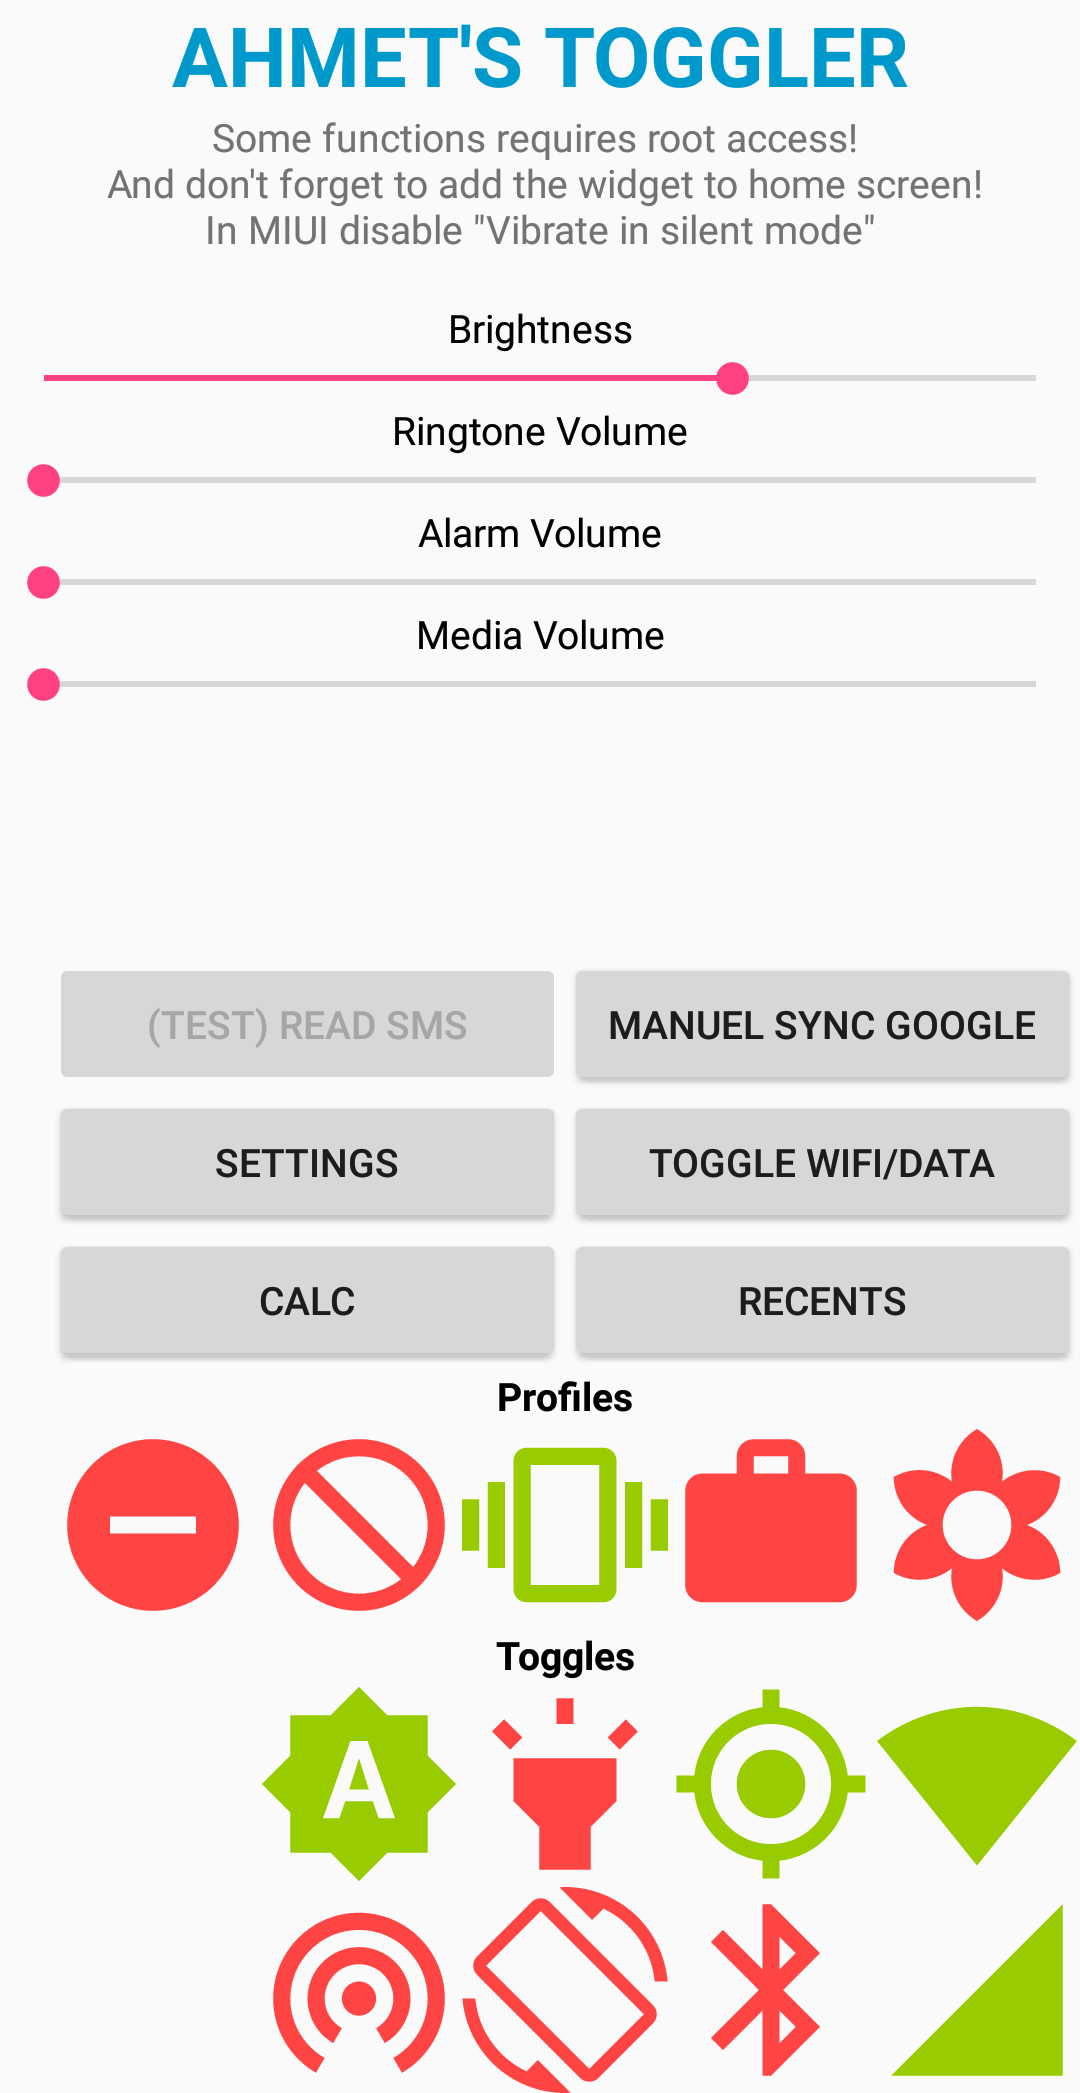 AHMET'S TOGGLER
Some functions requires root access!
And don't forget to add the widget to home screen!
In MIUI disable "Vibrate in silent mode"
Brightness
Ringtone Volume
Alarm Volume
Media Volume
(TEST) READ SMS
MANUEL SYNC GOOGLE
SETTINGS
TOGGLE WIFI/DATA
CALC
RECENTS
Profiles
Toggles
A